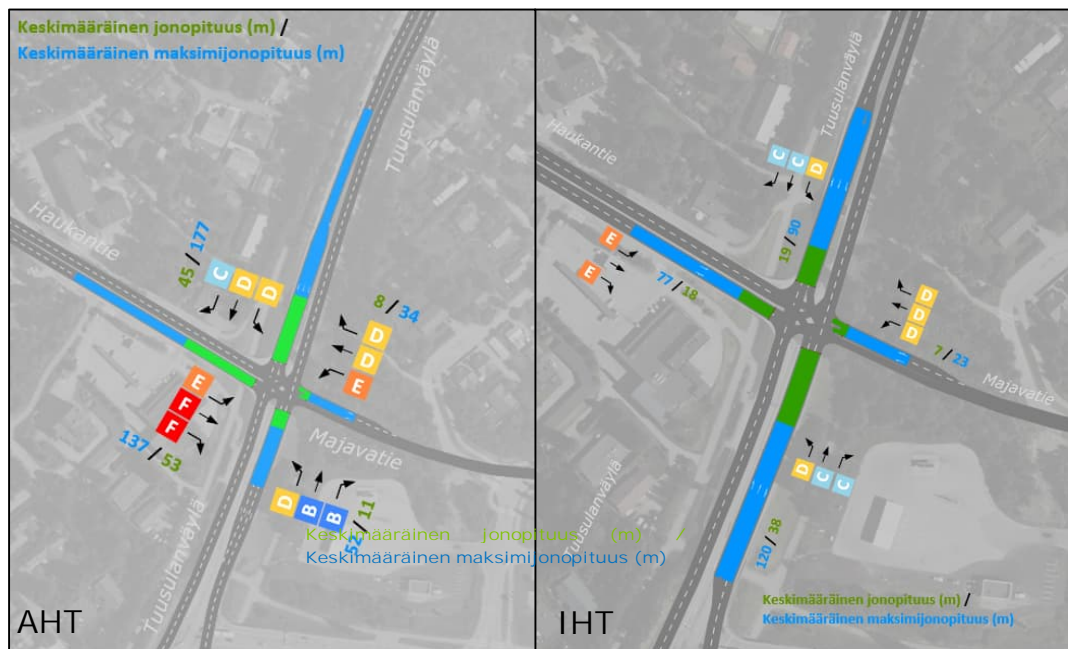 Keskimääräinen jonopituus (m) /
Keskimääräinen maksimijonopituus (m)
Tuusulanväylä
Haukantie
45 / 177
C D D
8 / 34
D
D
E
E
F
F
137 / 53
Majavatie
D B B
52 / 11
Tuusulanväylä
AHT
Keskimääräinen jonopituus (m) /
Keskimääräinen maksimijonopituus (m)
Tuusulanväylä
Haukantie
C C D
19 / 90
E
E
77 / 18
D
D
D
7 / 23
Majavatie
D C C
120 / 38
Tuusulanväylä
Keskimääräinen jonopituus (m) /
Keskimääräinen maksimijonopituus (m)
IHT